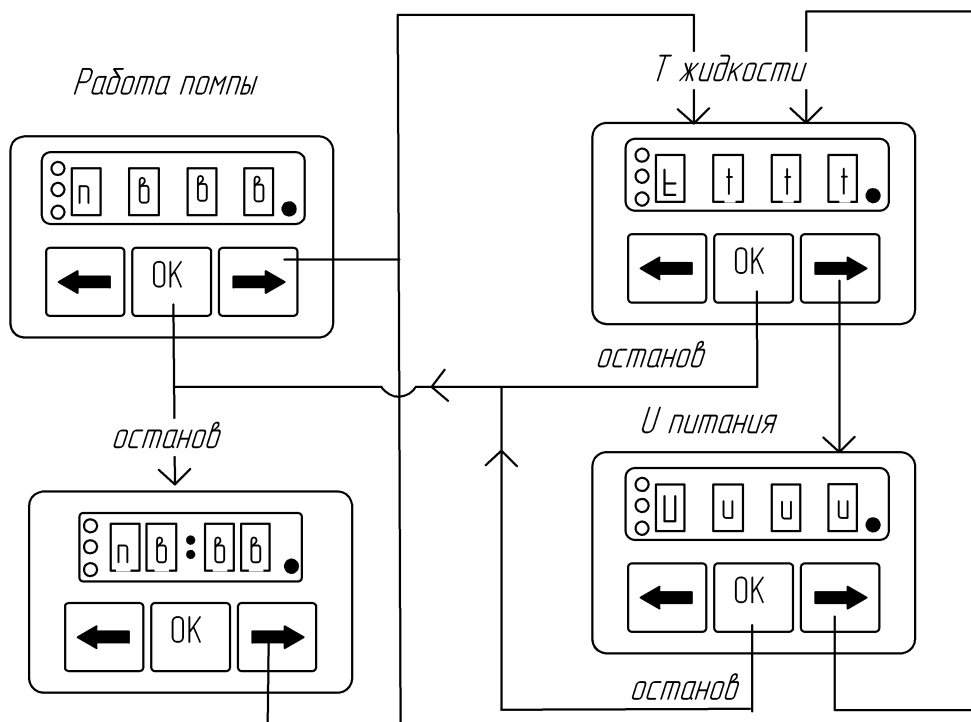 Работа помпы
п в в в
ОК
Т жидкости
t t t t
ОК
останов
останов
U питания
U u u u
ОК
останов
п в : в в
ОК